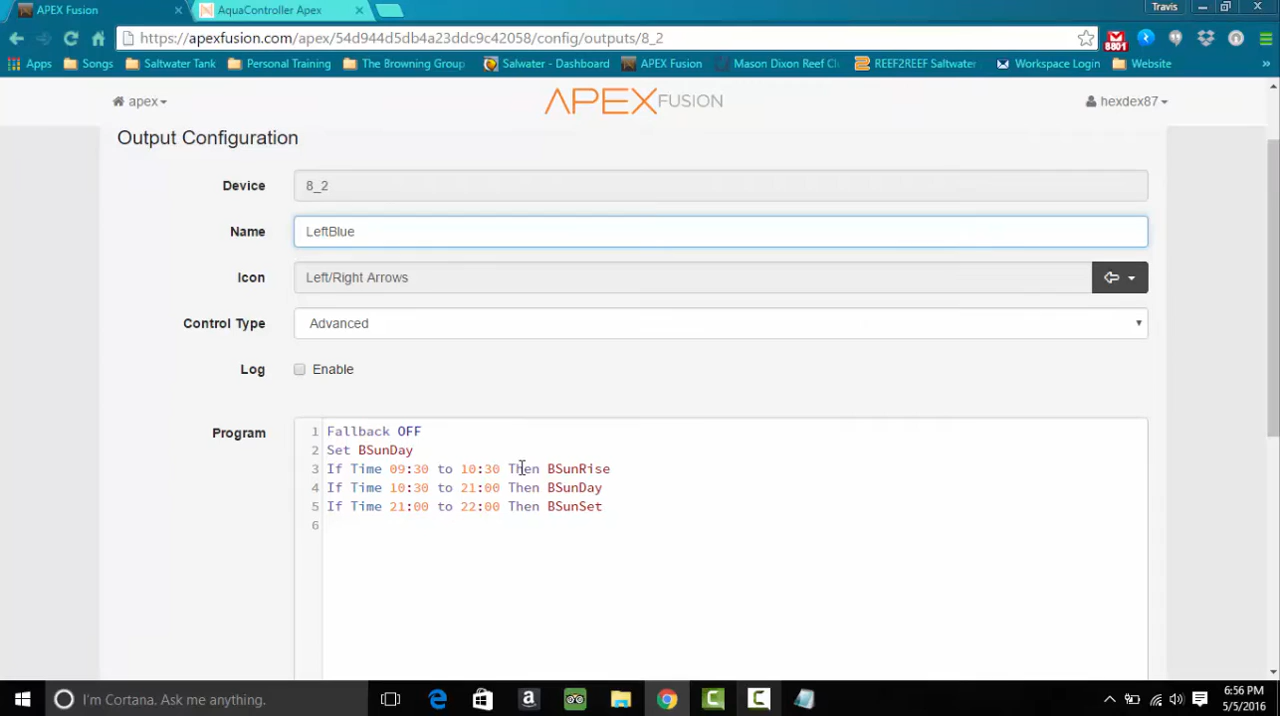 APEX Fusion
AquaController Apex
Travis
https://apexfusion.com/apex/54d944d5db4a23ddc9c42058/config/outputs/8_2
8801
Apps
Songs
Saltwater Tank
Personal Training
The Browning Group
Salwater - Dashboard
APEX Fusion
Mason Dixon Reef Clu
REEF2REEF Saltwater
Workspace Login
Website
»
apex
APEX FUSION
hexdex87
Output Configuration
Device
8_2
Name
LeftBlue
Icon
Left/Right Arrows
Control Type
Advanced
Log
Enable
Program
1 Fallback OFF
2 Set BSunDay
3 If Time 09:30 to 10:30 Then BSunRise
4 If Time 10:30 to 21:00 Then BSunDay
5 If Time 21:00 to 22:00 Then BSunSet
6
I'm Cortana. Ask me anything.
6:56 PM
5/5/2016